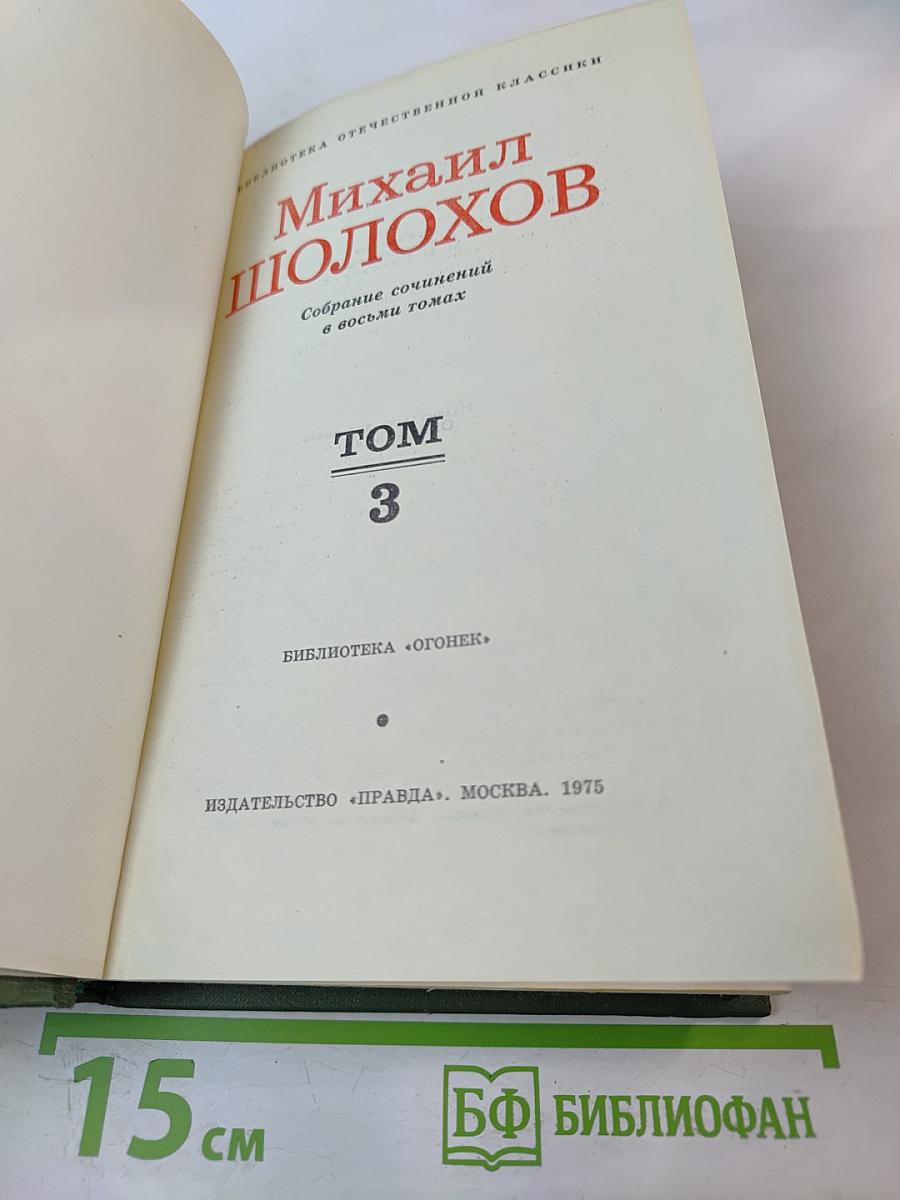 БИБЛИОТЕКА ОТЕЧЕСТВЕННОЙ КЛАССИКИ
Михаил
ШОЛОХОВ
Собрание сочинений
в восьми томах
ТОМ
3
БИБЛИОТЕКА «ОГОНЕК»
ИЗДАТЕЛЬСТВО «ПРАВДА». МОСКВА. 1975
15 см
БФ БИБЛИОФАН